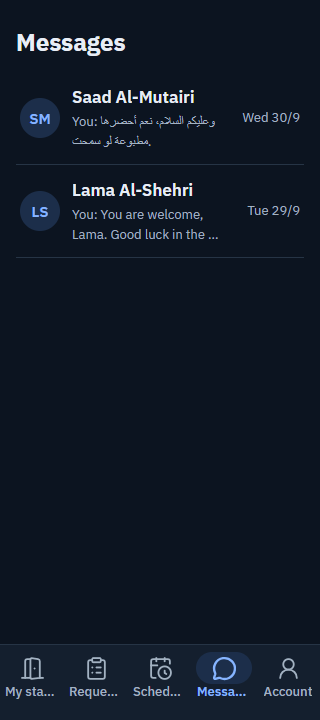 Messages
SM
Saad Al-Mutairi
You: وعليكم السلام، نعم أحضرها
مطبوعة لو سمحت.
Wed 30/9
LS
Lama Al-Shehri
You: You are welcome,
Lama. Good luck in the ...
Tue 29/9
My sta...
Reque...
Sched...
Messa...
Account